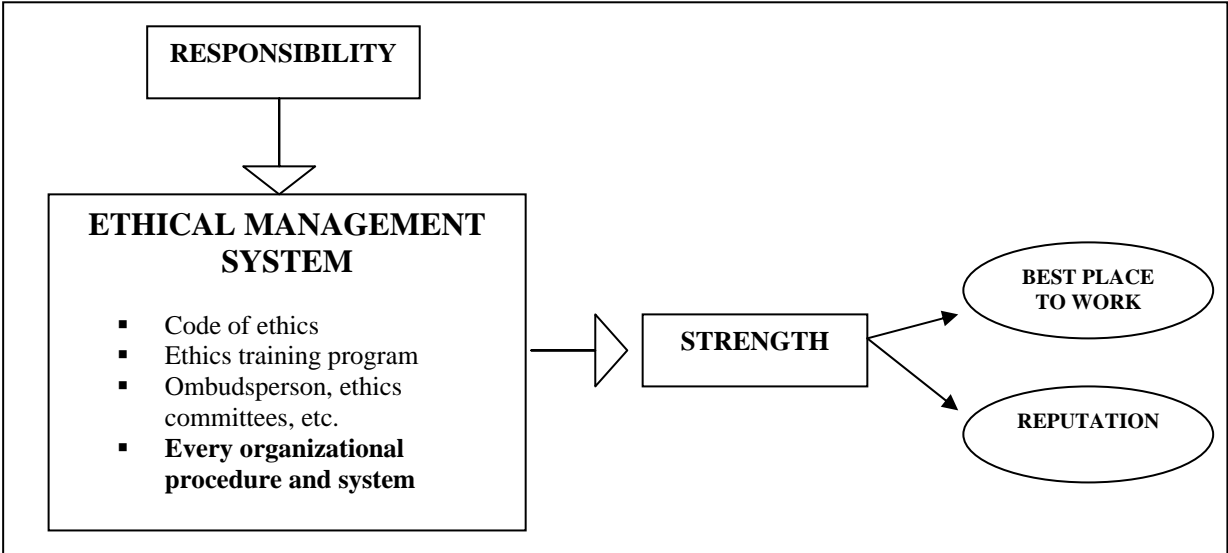 RESPONSIBILITY
ETHICAL MANAGEMENT
SYSTEM
▪ Code of ethics
▪ Ethics training program
▪ Ombudsperson, ethics
committees, etc.
▪ Every organizational
procedure and system
STRENGTH
BEST PLACE
TO WORK
REPUTATION